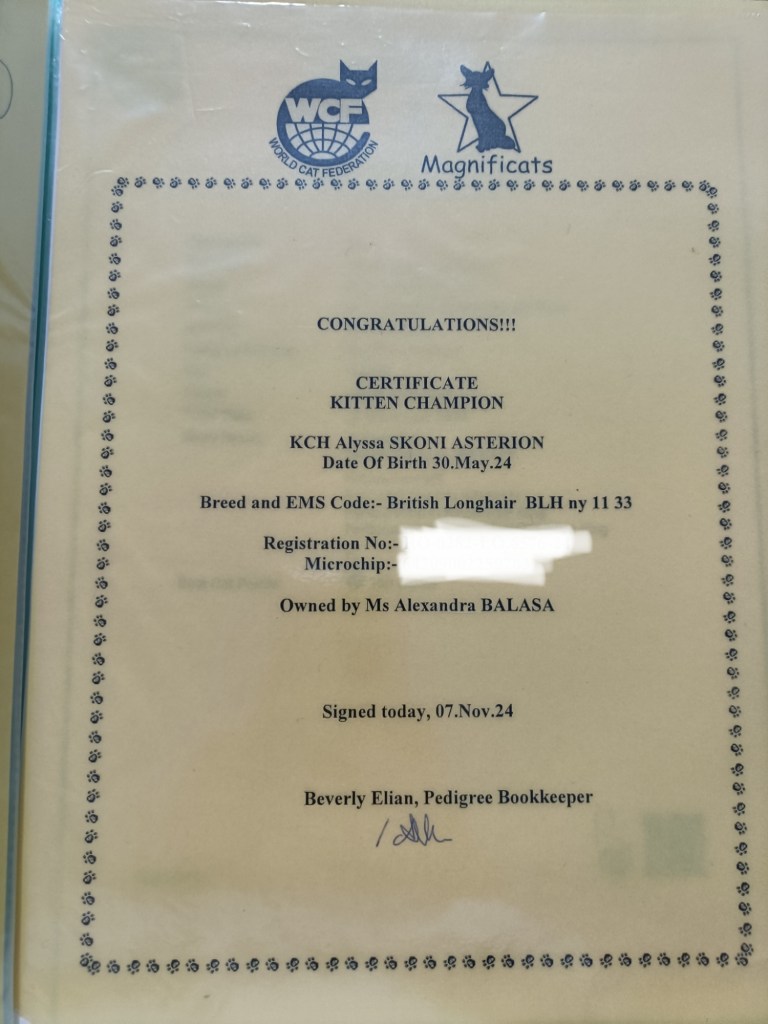 WCF
WORLD CAT FEDERATION
Magnificats
CONGRATULATIONS!!!
CERTIFICATE
KITTEN CHAMPION
KCH Alyssa SKONI ASTERION
Date Of Birth 30.May.24
Breed and EMS Code:- British Longhair BLH ny 11 33
Registration No:-
Microchip:-
Owned by Ms Alexandra BALASA
Signed today, 07.Nov.24
Beverly Elian, Pedigree Bookkeeper